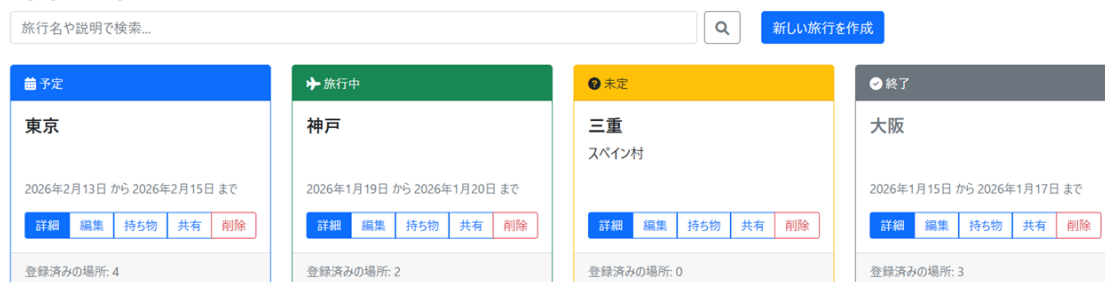 旅行名や説明で検索...
新しい旅行を作成
予定
東京
2026年2月13日 から 2026年2月15日 まで
詳細 編集 持ち物 共有 削除
登録済みの場所: 4
旅行中
神戸
2026年1月19日 から 2026年1月20日 まで
詳細 編集 持ち物 共有 削除
登録済みの場所: 2
未定
三重
スペイン村
詳細 編集 持ち物 共有 削除
登録済みの場所: 0
終了
大阪
2026年1月15日 から 2026年1月17日 まで
詳細 編集 持ち物 共有 削除
登録済みの場所: 3